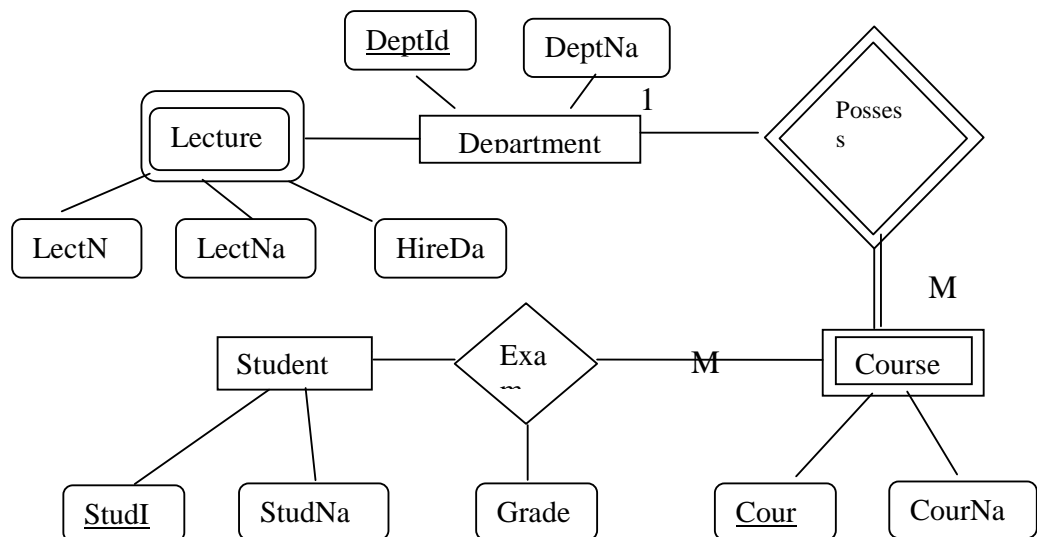 DeptId
DeptNa
1
Posses
s
Lecture
Department
LectN
LectNa
HireDa
M
Student
Exa
m
M
Course
StudI
StudNa
Grade
Cour
CourNa